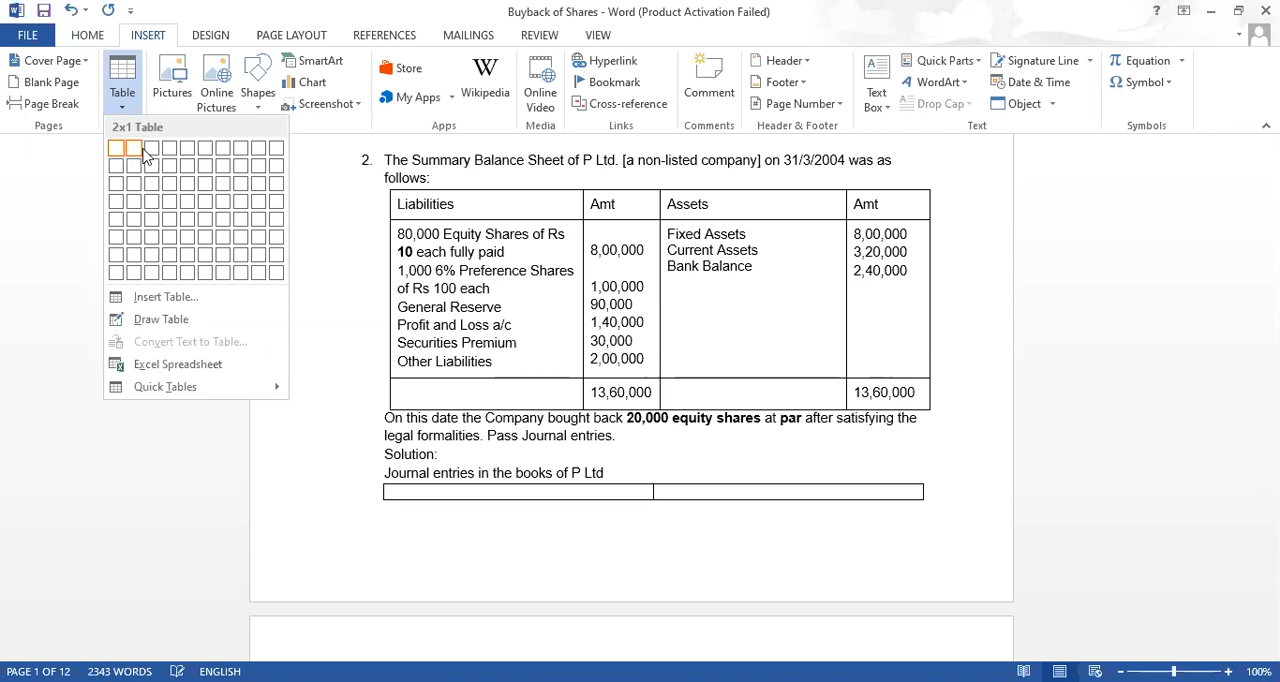 Buyback of Shares - Word (Product Activation Failed)
FILE HOME INSERT DESIGN PAGE LAYOUT REFERENCES MAILINGS REVIEW VIEW
Cover Page
Blank Page
Page Break
Pages
Table
Pictures
Online Pictures
Shapes
SmartArt
Chart
Screenshot
Store
My Apps
Wikipedia
Apps
Online Video
Media
Hyperlink
Bookmark
Cross-reference
Links
Comment
Comments
Header
Footer
Page Number
Header & Footer
Text Box
Quick Parts
WordArt
Drop Cap
Signature Line
Date & Time
Object
Text
Equation
Symbol
Symbols
2x1 Table
Insert Table...
Draw Table
Convert Text to Table...
Excel Spreadsheet
Quick Tables
2. The Summary Balance Sheet of P Ltd. [a non-listed company] on 31/3/2004 was as
follows:
Liabilities Amt Assets Amt
80,000 Equity Shares of Rs Fixed Assets 8,00,000
10 each fully paid 8,00,000 Current Assets 3,20,000
1,000 6% Preference Shares Bank Balance 2,40,000
of Rs 100 each 1,00,000
General Reserve 90,000
Profit and Loss a/c 1,40,000
Securities Premium 30,000
Other Liabilities 2,00,000
13,60,000 13,60,000
On this date the Company bought back 20,000 equity shares at par after satisfying the
legal formalities. Pass Journal entries.
Solution:
Journal entries in the books of P Ltd
PAGE 1 OF 12 2343 WORDS ENGLISH 100%